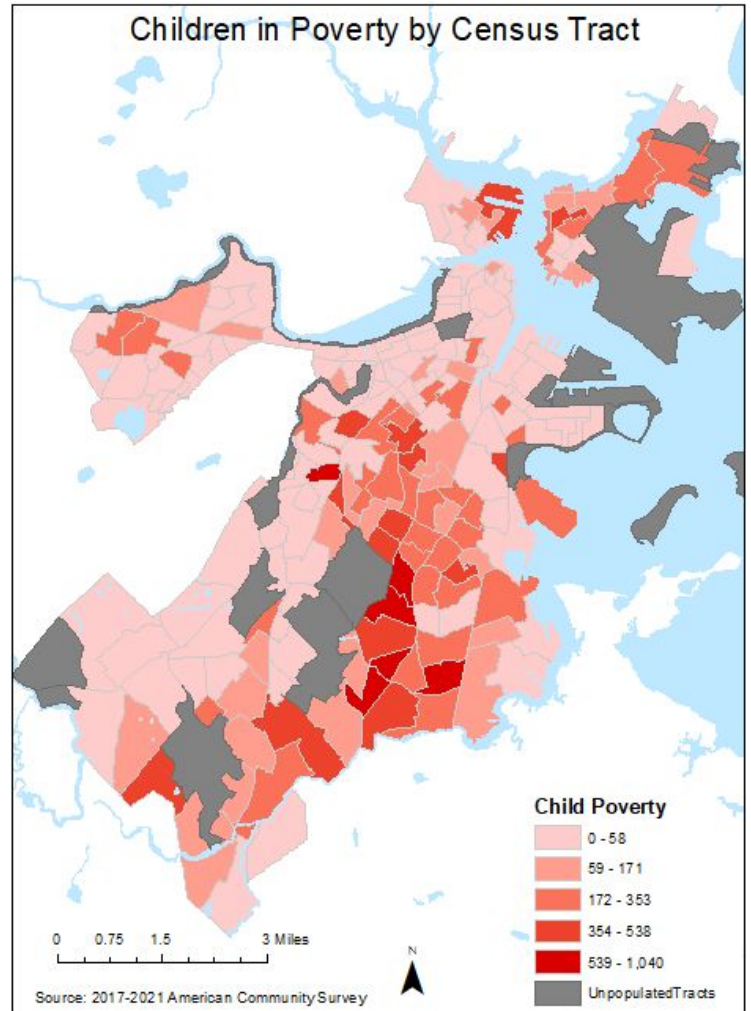 Children in Poverty by Census Tract
Child Poverty
0 - 58
59 - 171
172 - 353
354 - 538
539 - 1,040
UnpopulatedTracts
0 0.75 1.5 3 Miles
N
Source: 2017-2021 American Community Survey